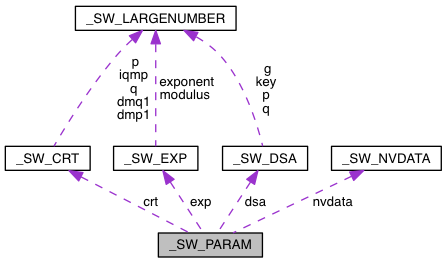 _SW_LARGENUMBER
p
iqmp
q
dmq1
dmp1
exponent
modulus
g
key
p
q
_SW_CRT
_SW_EXP
_SW_DSA
_SW_NVDATA
crt
exp
dsa
nvdata
_SW_PARAM